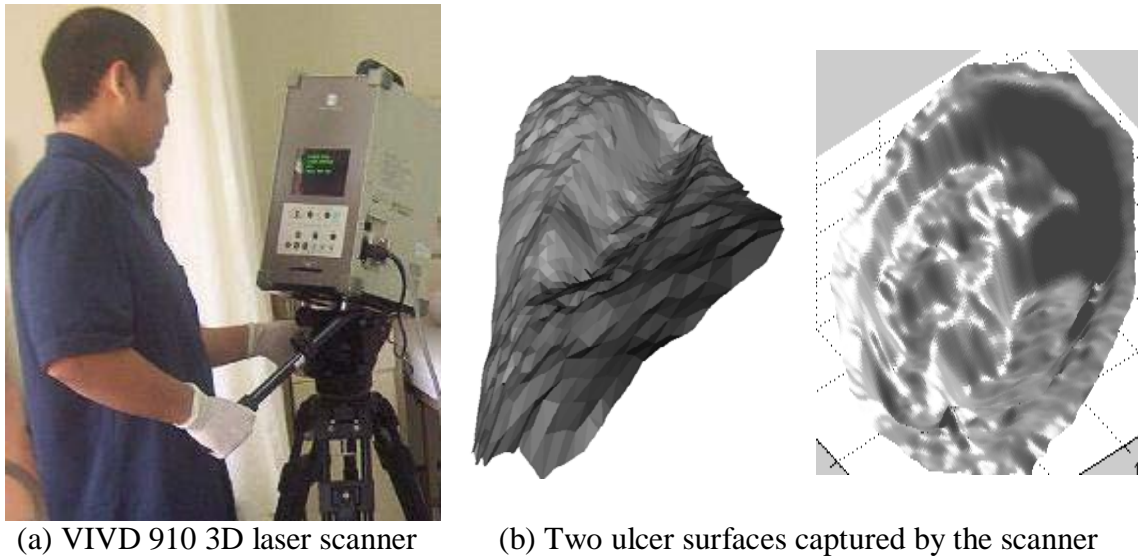 (a) VIVD 910 3D laser scanner
(b) Two ulcer surfaces captured by the scanner